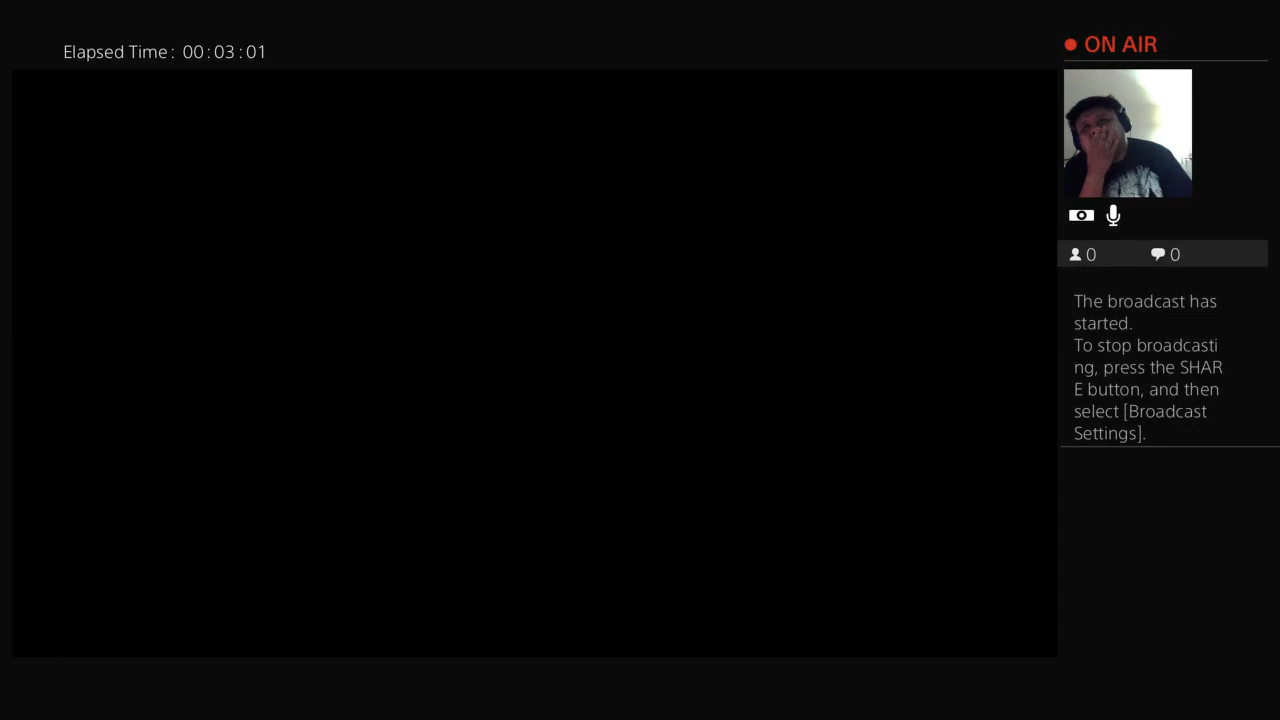 Elapsed Time: 00:03:01
ON AIR
0 0
The broadcast has
started.
To stop broadcasti
ng, press the SHAR
E button, and then
select [Broadcast
Settings].